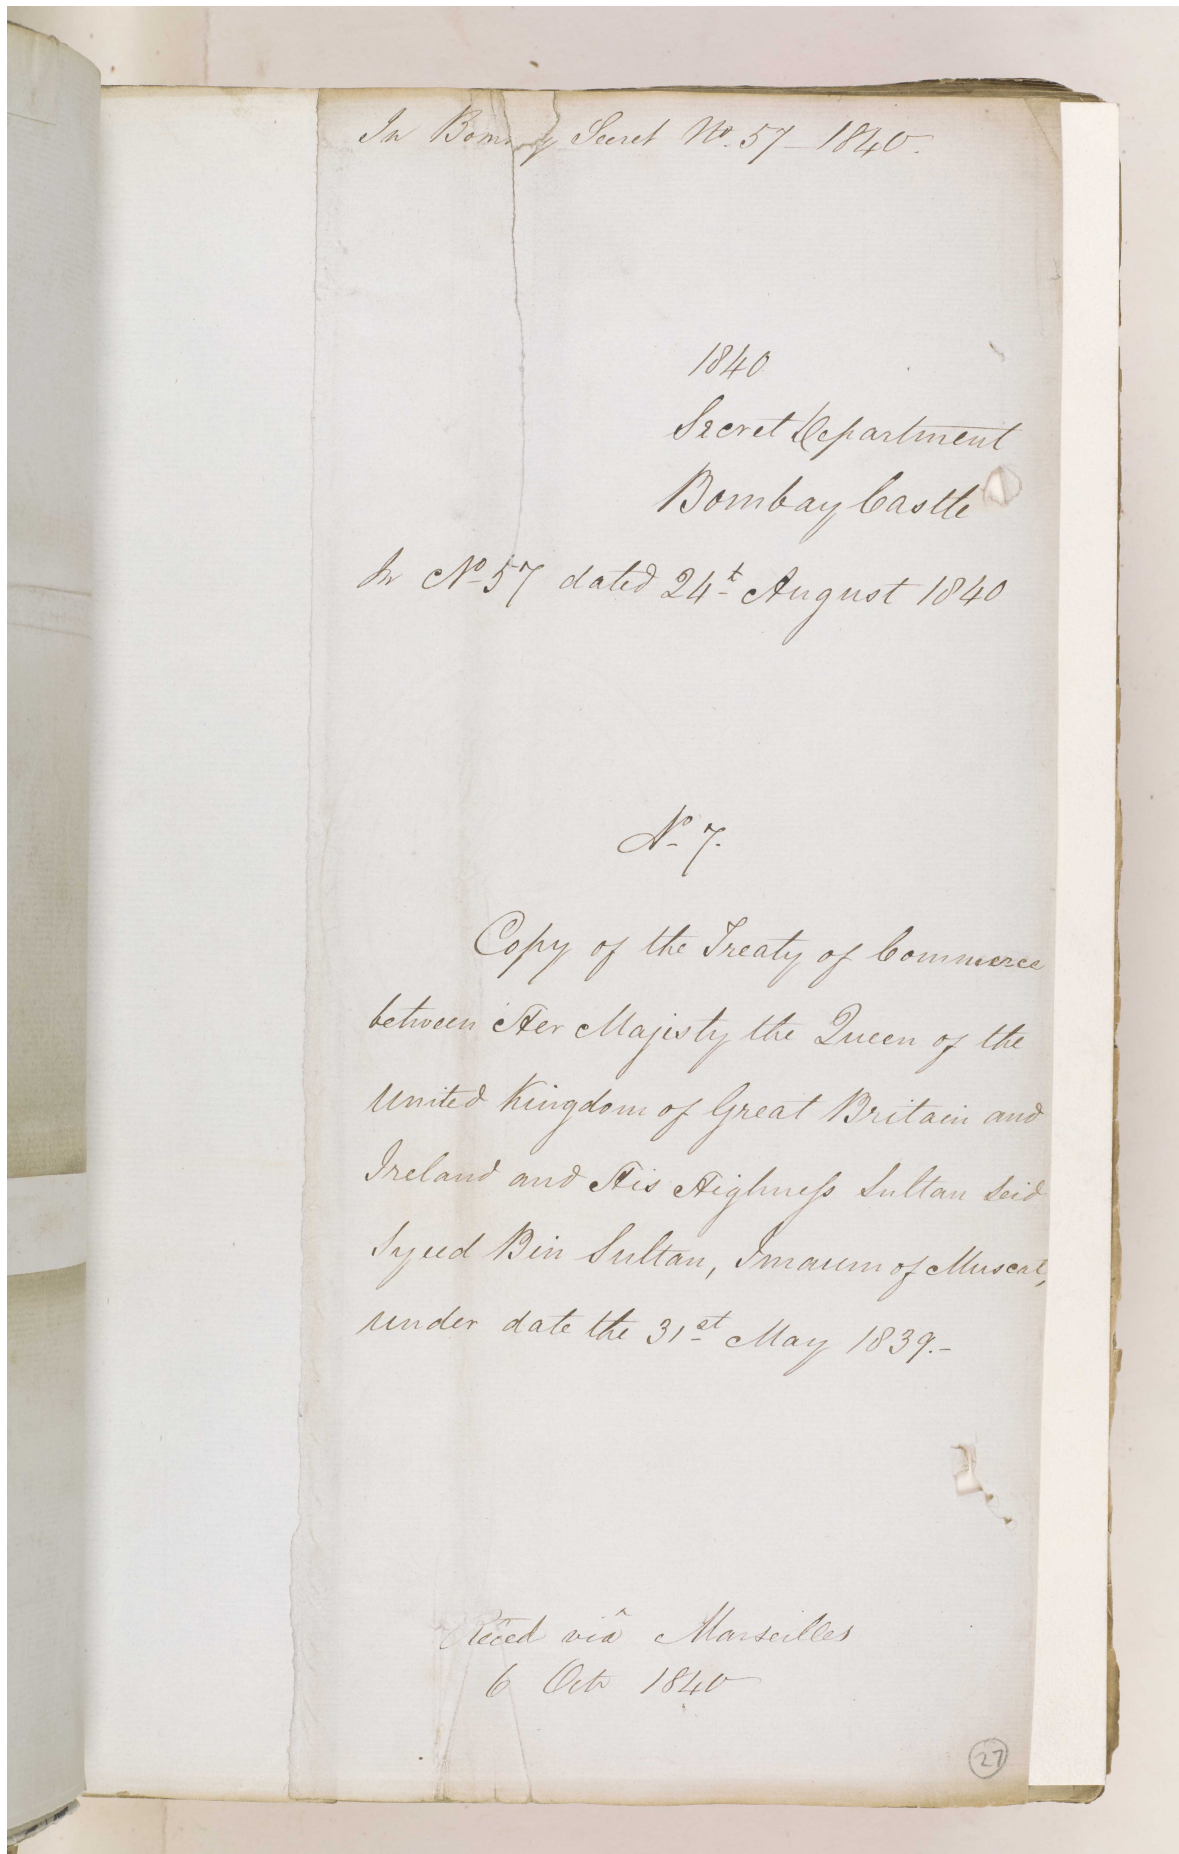 In Bombay Secret No. 57 - 1840.
1840
Secret Department
Bombay Castle
In No 57 dated 24t August 1840
No 7.
Copy of the Treaty of Commerce
between Her Majesty the Queen of the
United Kingdom of Great Britain and
Ireland and His Highness Sultan Seid
Syeed Bin Sultan, Imaum of Muscat,
under date the 31st May 1839.-
Reced viâ Marseilles
6 Octr 1840
27